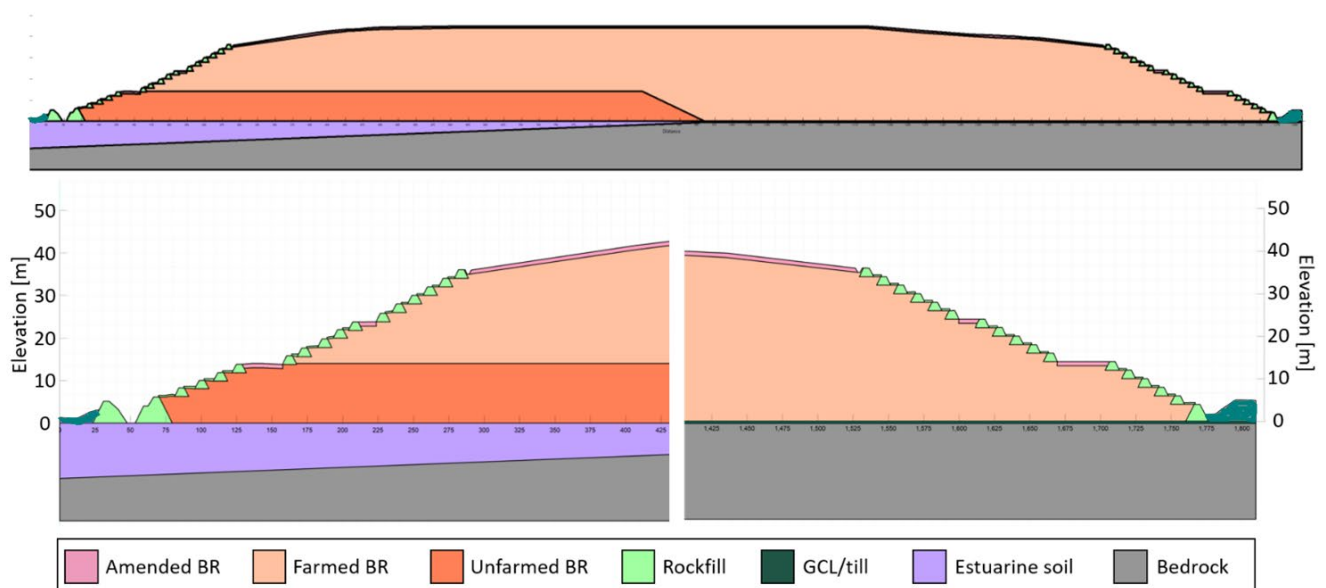 Distance
50
40
30
20
10
0
Elevation [m]
0 25 50 75 100 125 150 175 200 225 250 275 300 325 350 375 400 425
1,425 1,450 1,475 1,500 1,525 1,550 1,575 1,600 1,625 1,650 1,675 1,700 1,725 1,750 1,775 1,800
50
40
30
20
10
0
Elevation [m]
Amended BR Farmed BR Unfarmed BR Rockfill GCL/till Estuarine soil Bedrock